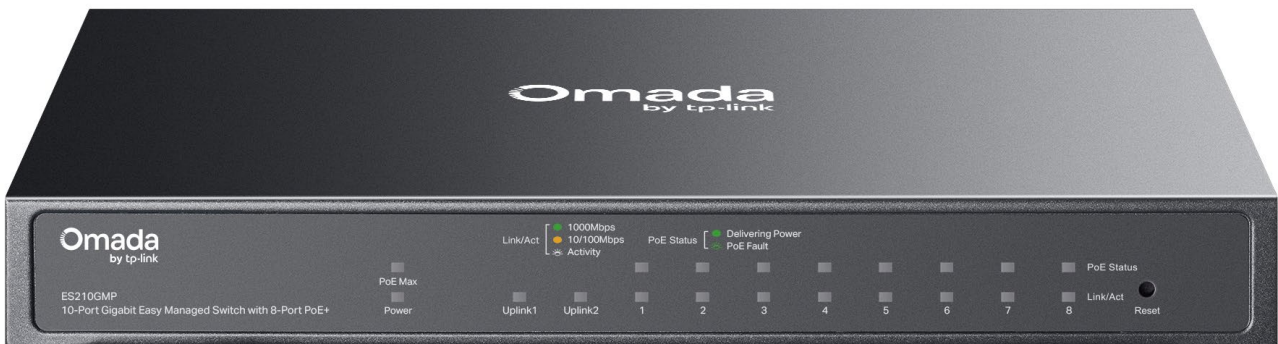 Omada
by tp-link
Omada
by tp-link
ES210GMP
10-Port Gigabit Easy Managed Switch with 8-Port PoE+
PoE Max
Power
Link/Act
1000Mbps
10/100Mbps
Activity
PoE Status
Delivering Power
PoE Fault
Uplink1 Uplink2 1 2 3 4 5 6 7 8
PoE Status
Link/Act
Reset